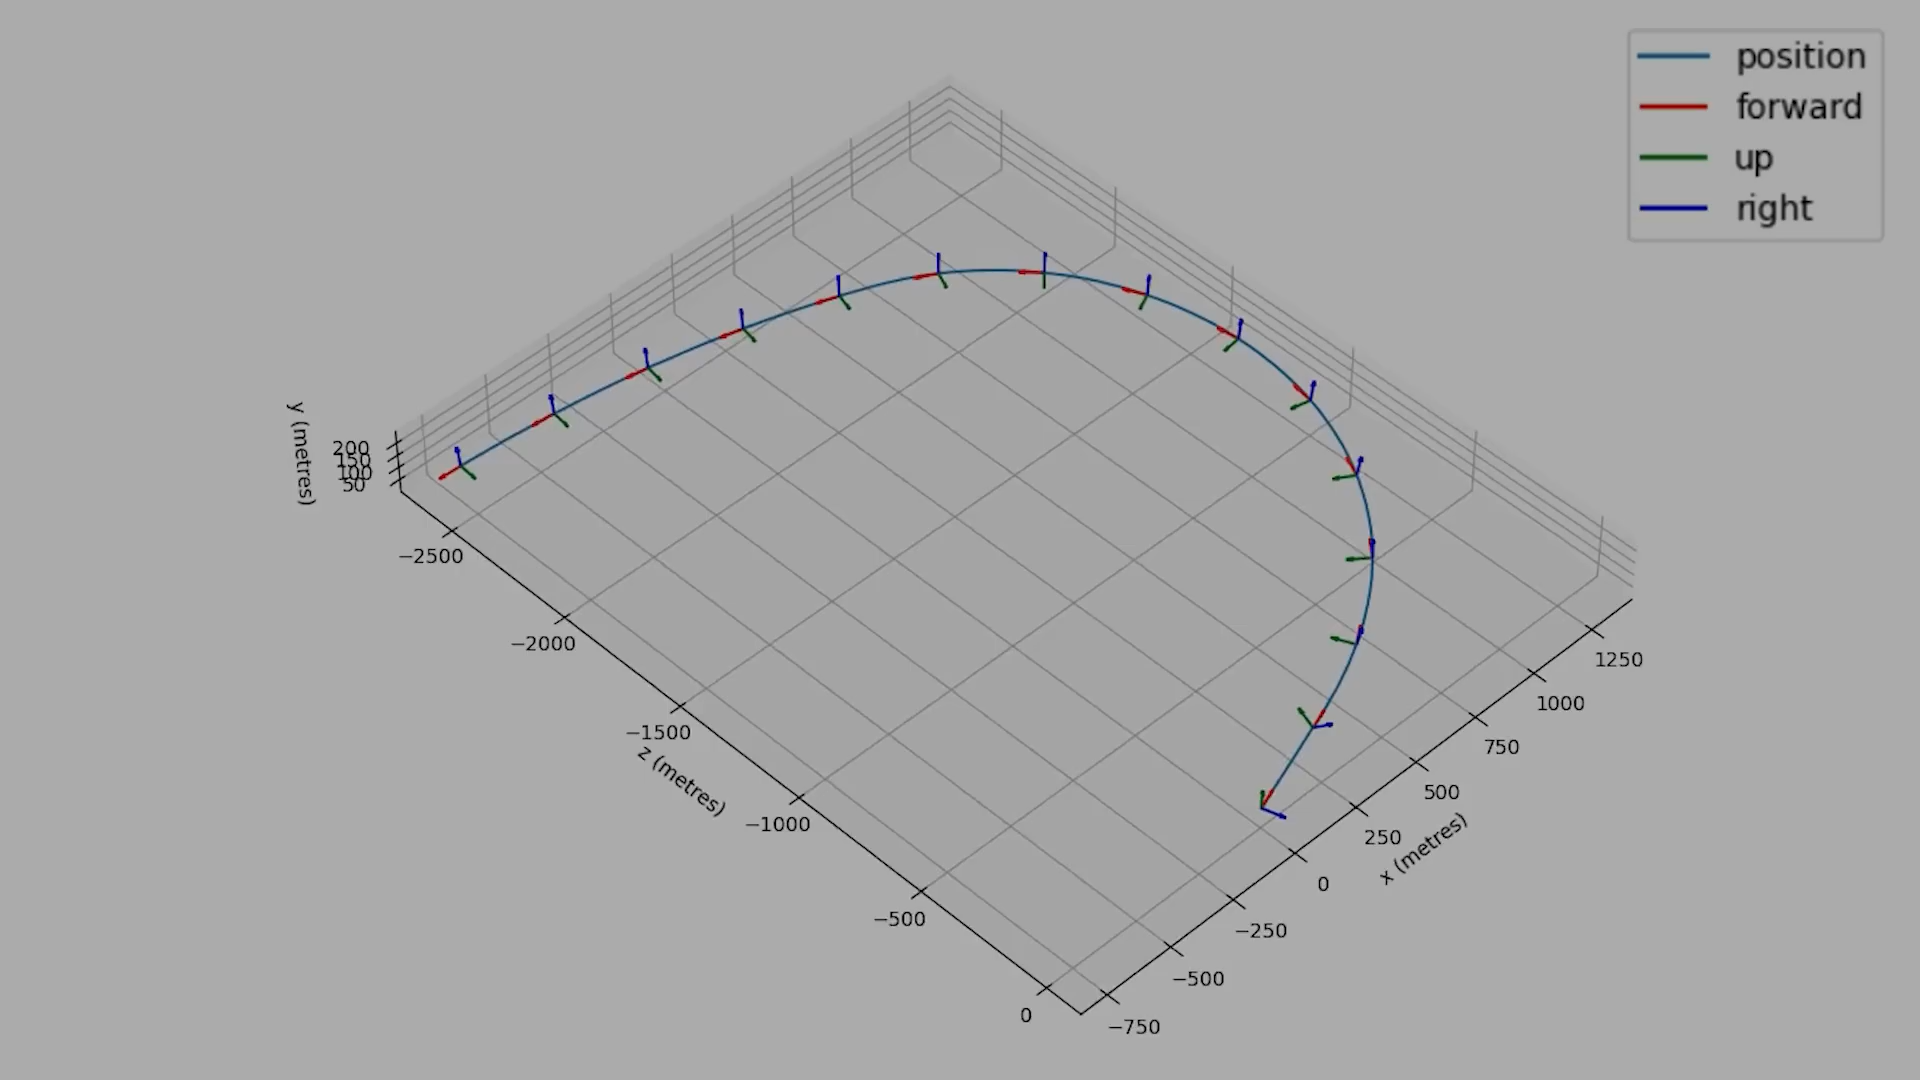 position
forward
up
right
y (metres)
200
150
100
50
−2500
−2000
−1500
−1000
−500
0
z (metres)
1250
1000
750
500
250
0
−250
−500
−750
x (metres)